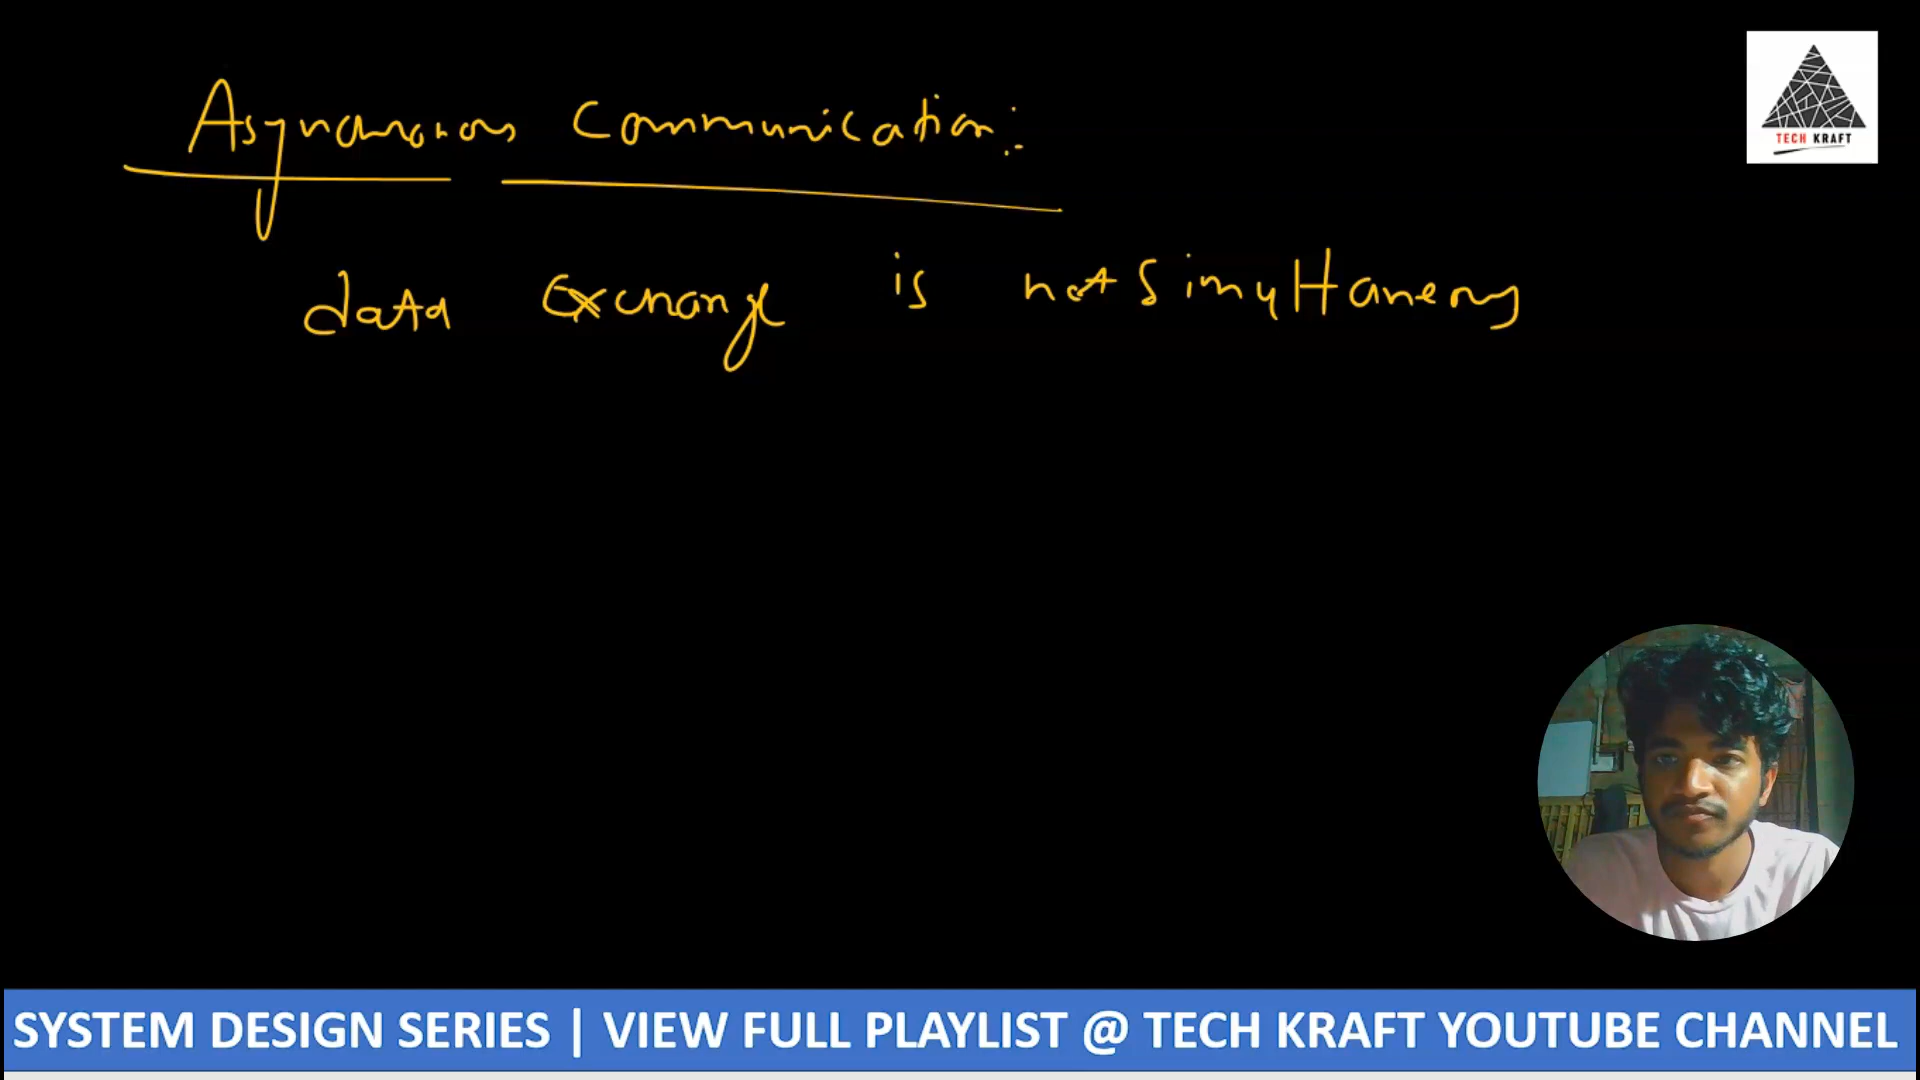 Asynchronous Communication:-
TECH KRAFT
data Exchange is not Simultaneous
SYSTEM DESIGN SERIES | VIEW FULL PLAYLIST @ TECH KRAFT YOUTUBE CHANNEL